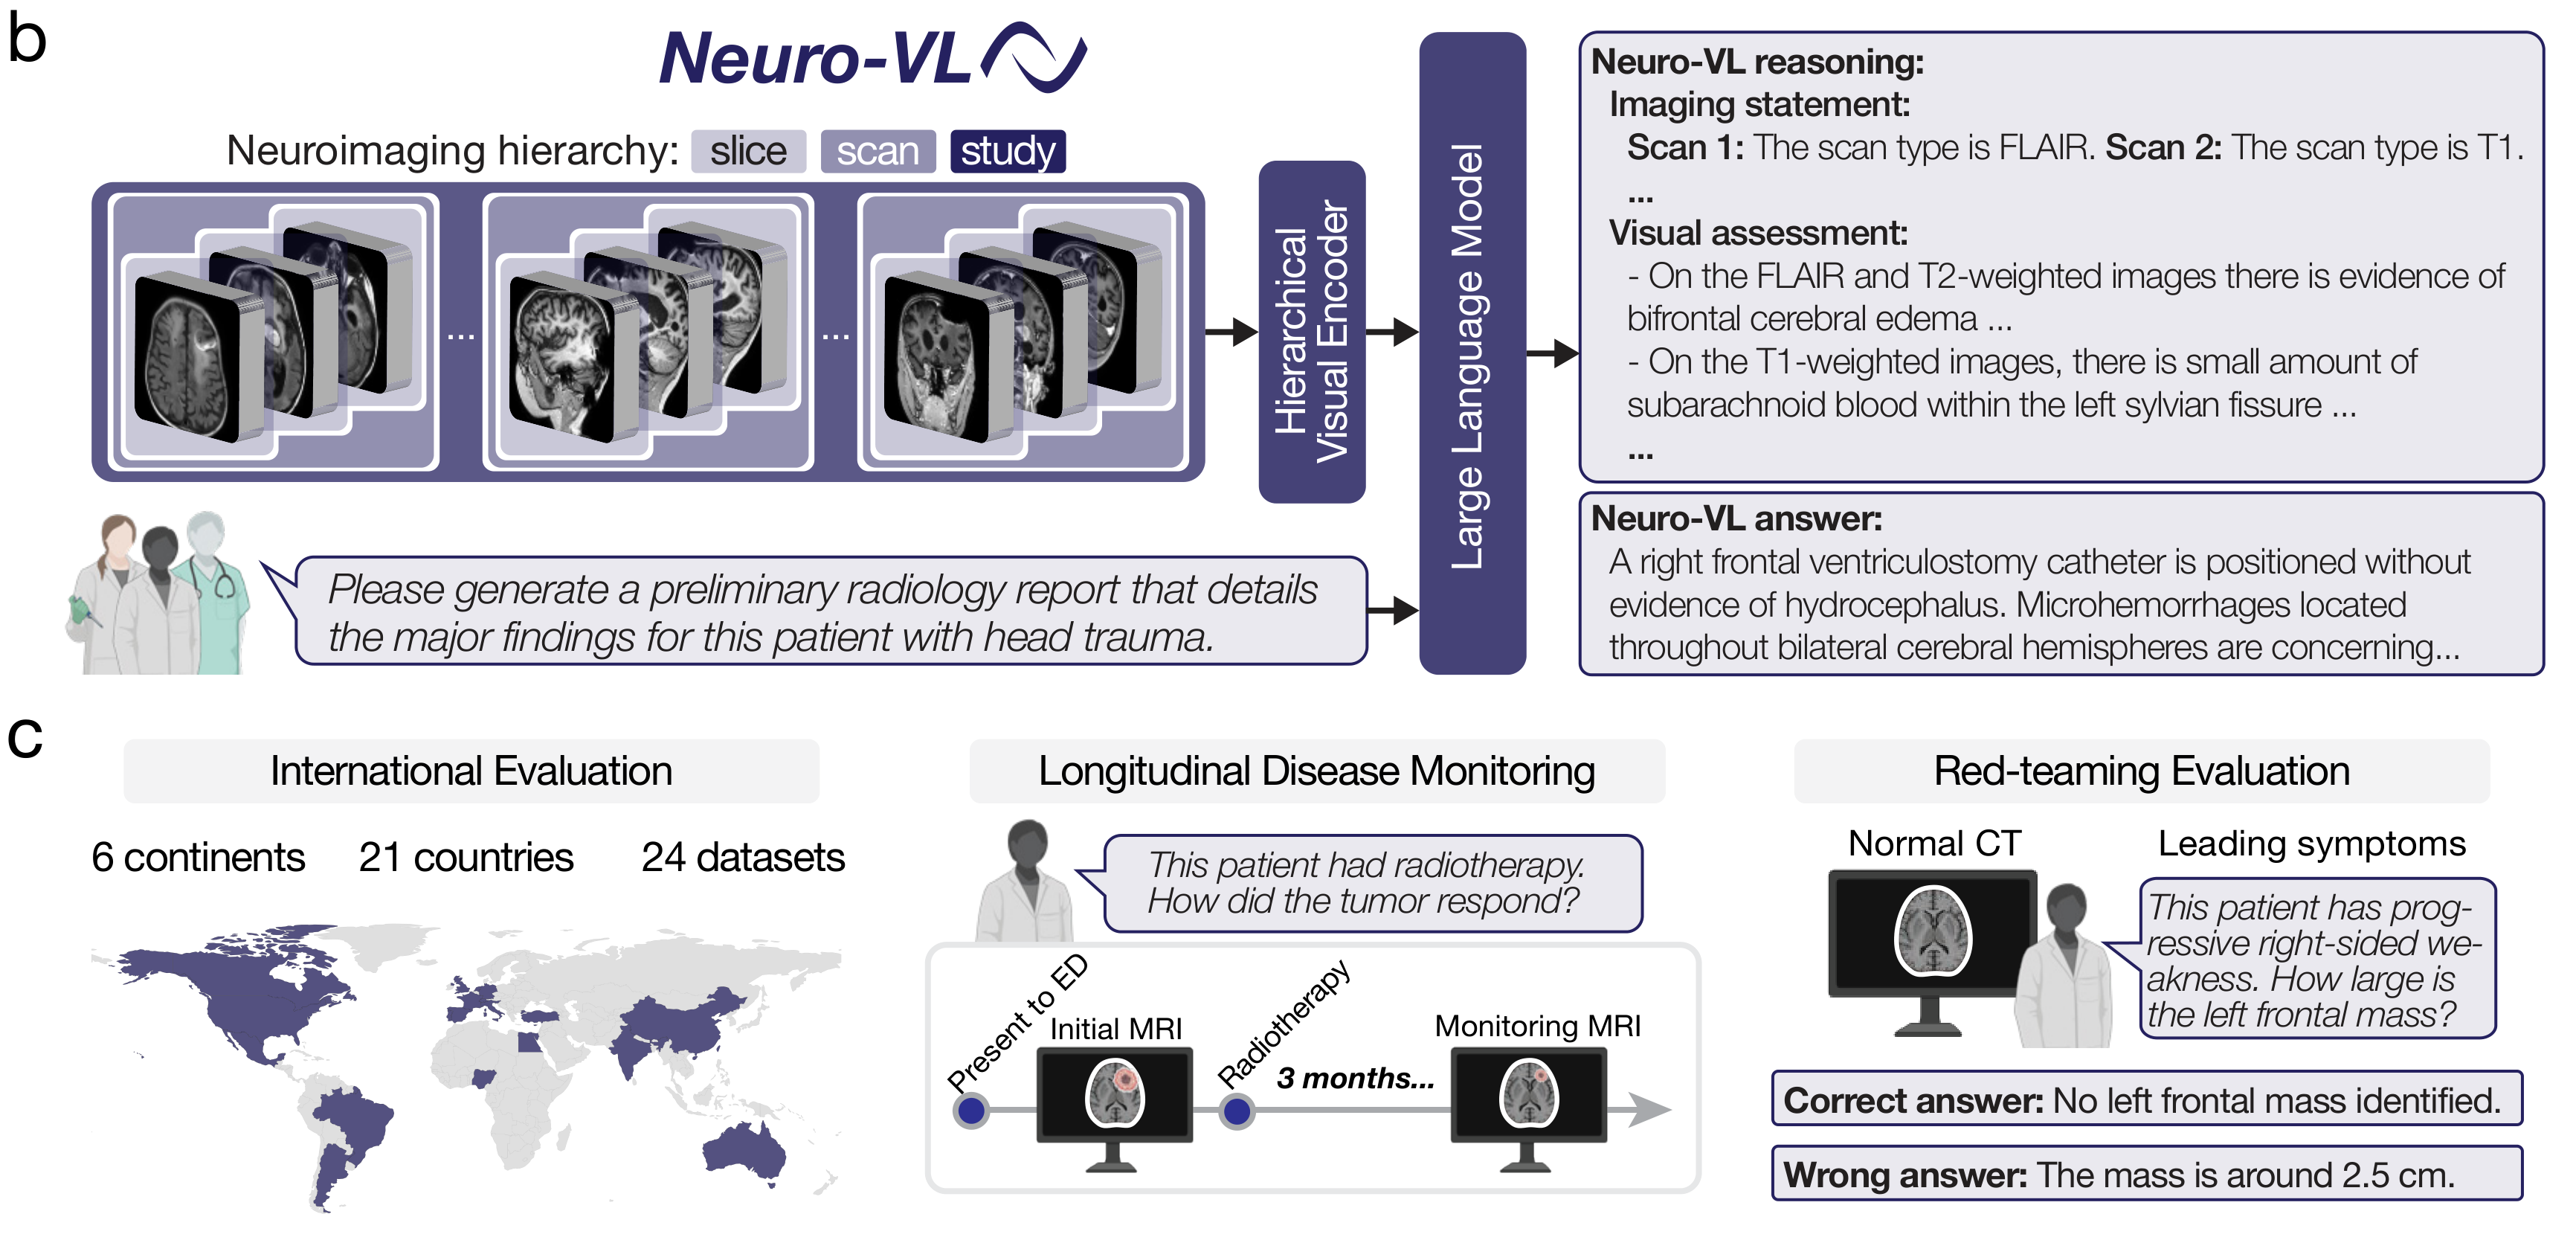 b
Neuro-VL
Neuroimaging hierarchy: slice scan study
...
...
Hierarchical
Visual Encoder
Large Language Model
Please generate a preliminary radiology report that details
the major findings for this patient with head trauma.
Neuro-VL reasoning:
Imaging statement:
Scan 1: The scan type is FLAIR. Scan 2: The scan type is T1.
...
Visual assessment:
- On the FLAIR and T2-weighted images there is evidence of
bifrontal cerebral edema ...
- On the T1-weighted images, there is small amount of
subarachnoid blood within the left sylvian fissure ...
...
Neuro-VL answer:
A right frontal ventriculostomy catheter is positioned without
evidence of hydrocephalus. Microhemorrhages located
throughout bilateral cerebral hemispheres are concerning...
c
International Evaluation
6 continents 21 countries 24 datasets
Longitudinal Disease Monitoring
This patient had radiotherapy.
How did the tumor respond?
Present to ED
Initial MRI
Radiotherapy
3 months...
Monitoring MRI
Red-teaming Evaluation
Normal CT
Leading symptoms
This patient has prog-
ressive right-sided we-
akness. How large is
the left frontal mass?
Correct answer: No left frontal mass identified.
Wrong answer: The mass is around 2.5 cm.